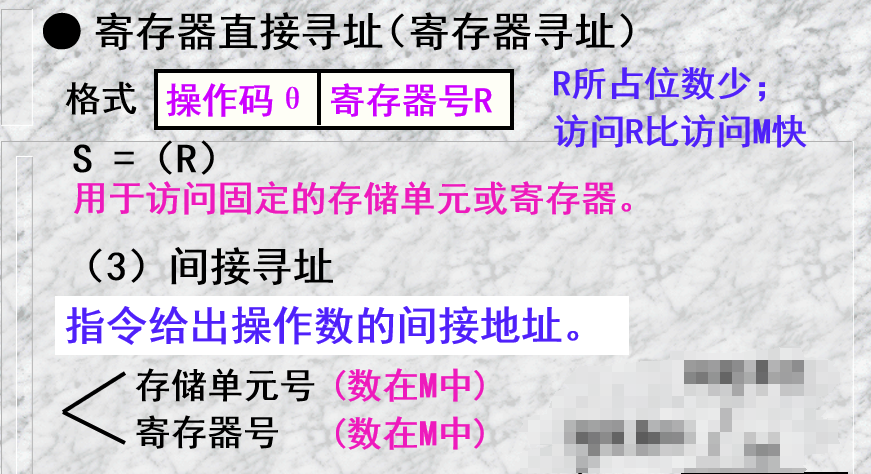 ● 寄存器直接寻址（寄存器寻址）
格式 操作码 θ 寄存器号R
R所占位数少；
访问R比访问M快
S =（R）
用于访问固定的存储单元或寄存器。
（3）间接寻址
指令给出操作数的间接地址。
存储单元号（数在M中）
寄存器号（数在M中）